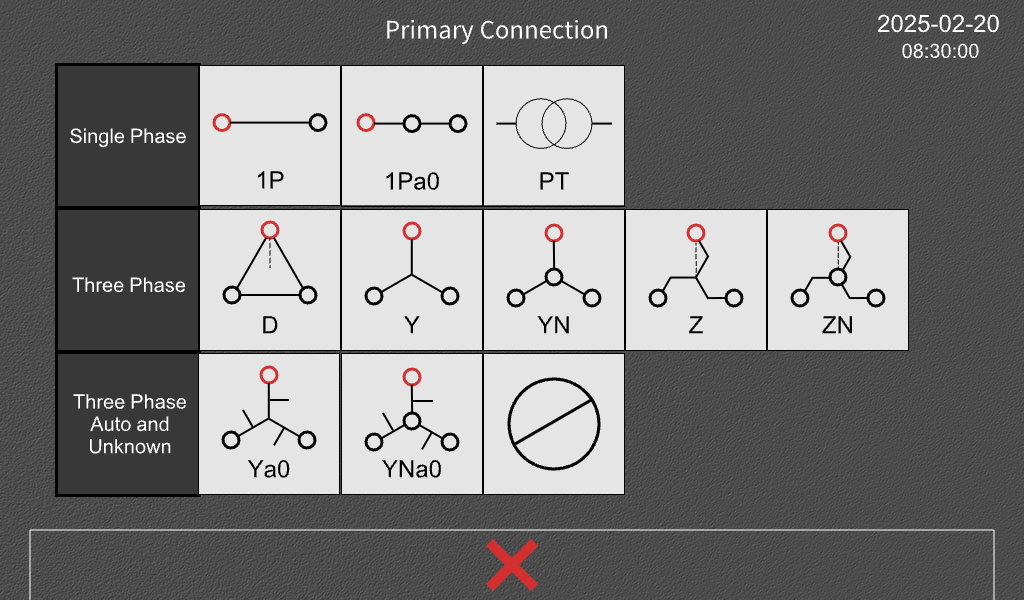 Primary Connection
2025-02-20
08:30:00
Single Phase
1P
1Pa0
PT
Three Phase
D
Y
YN
Z
ZN
Three Phase
Auto and
Unknown
Ya0
YNa0